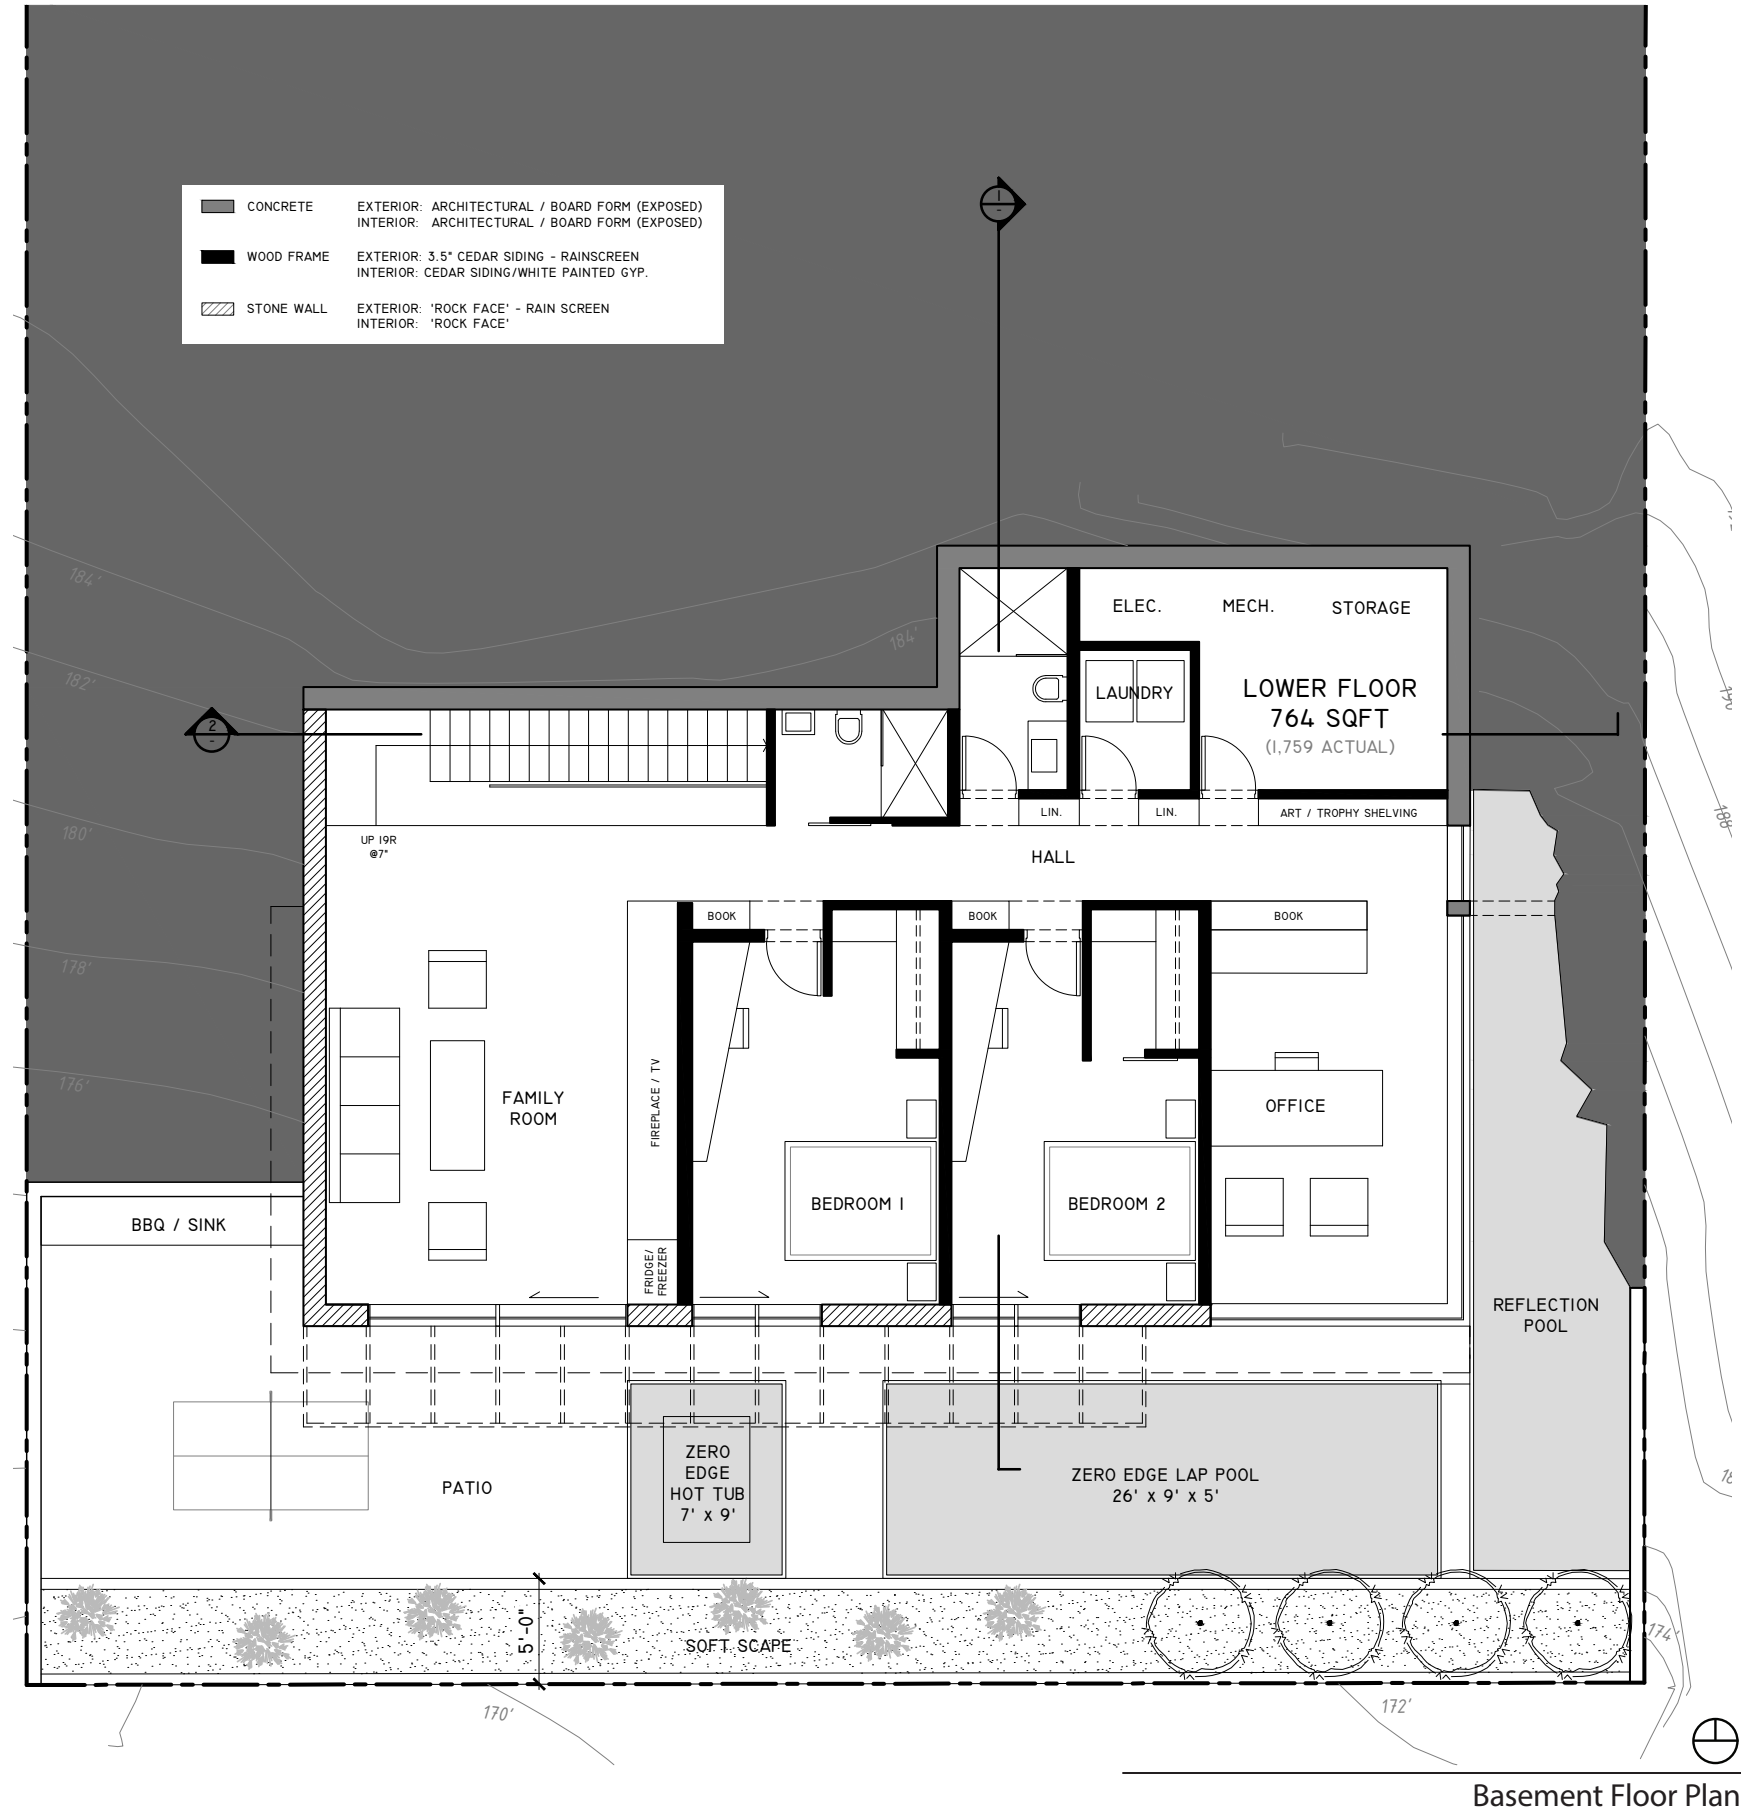 CONCRETE
EXTERIOR: ARCHITECTURAL / BOARD FORM (EXPOSED)
INTERIOR: ARCHITECTURAL / BOARD FORM (EXPOSED)
WOOD FRAME
EXTERIOR: 3.5" CEDAR SIDING - RAINSCREEN
INTERIOR: CEDAR SIDING/WHITE PAINTED GYP.
STONE WALL
EXTERIOR: 'ROCK FACE' - RAIN SCREEN
INTERIOR: 'ROCK FACE'
1
-
184'
184'
182'
190'
ELEC.
MECH.
STORAGE
LAUNDRY
LOWER FLOOR
764 SQFT
(1,759 ACTUAL)
2
-
188'
180'
LIN.
LIN.
ART / TROPHY SHELVING
UP 19R
@7"
HALL
BOOK
BOOK
BOOK
178'
176'
FAMILY
ROOM
FIREPLACE / TV
OFFICE
BEDROOM 1
BEDROOM 2
BBQ / SINK
FRIDGE/
FREEZER
REFLECTION
POOL
PATIO
ZERO
EDGE
HOT TUB
7' x 9'
ZERO EDGE LAP POOL
26' x 9' x 5'
5'-0"
SOFT SCAPE
174'
170'
172'
Basement Floor Plan